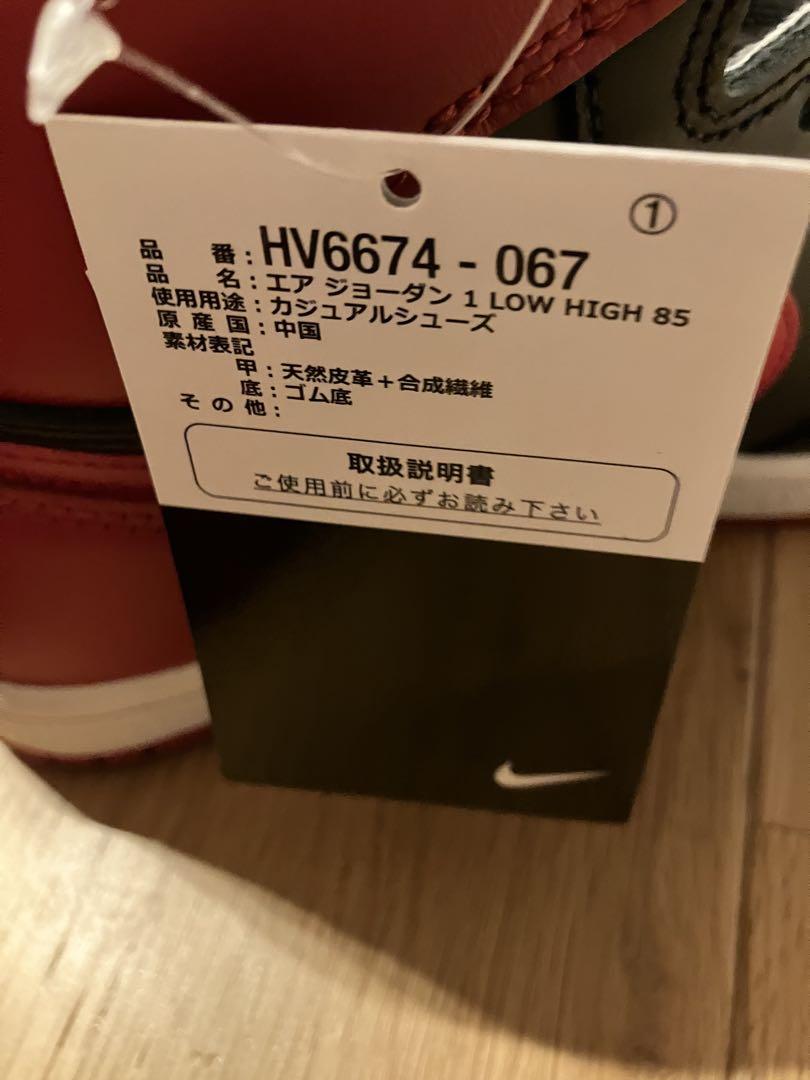 ①
品 番：HV6674 - 067
品 名：エア ジョーダン 1 LOW HIGH 85
使用用途：カジュアルシューズ
原 産 国：中国
素材表記
甲：天然皮革＋合成繊維
底：ゴム底
そ の 他：
取扱説明書
ご使用前に必ずお読み下さい